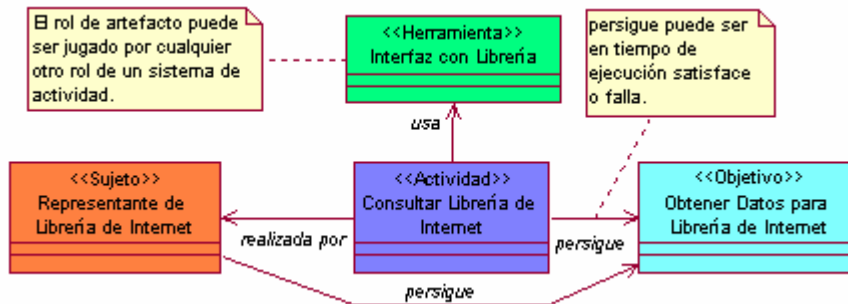 El rol de artefacto puede
ser jugado por cualquier
otro rol de un sistema de
actividad.
<<Herramienta>>
Interfaz con Librería
persigue puede ser
en tiempo de
ejecución satisface
o falla.
usa
<<Sujeto>>
Representante de
Librería de Internet
<<Actividad>>
Consultar Librería de
Internet
<<Objetivo>>
Obtener Datos para
Librería de Internet
realizada por
persigue
persigue